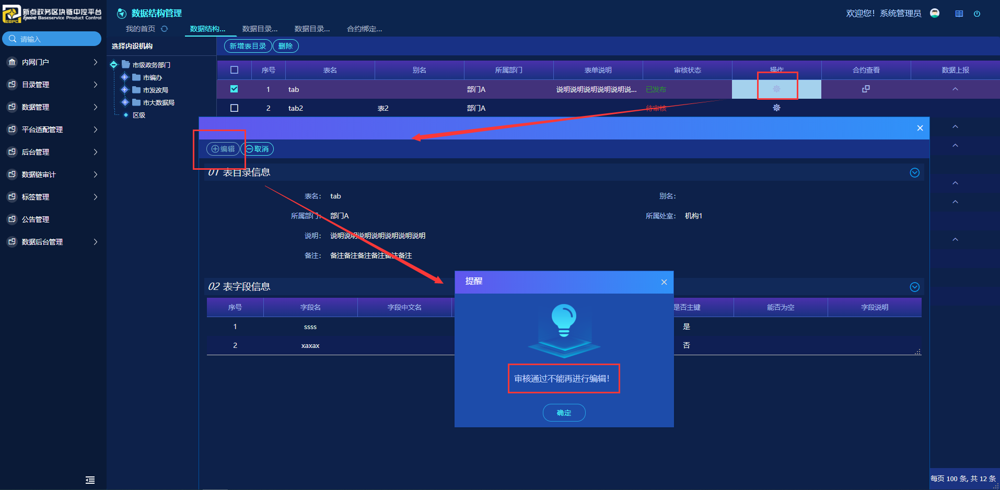 新点政务区块链中控平台
Epoint Baseservice Product Control
EBPC
数据结构管理
欢迎您！系统管理员
我的首页
数据结构...
数据目录...
数据目录...
合约绑定...
请输入
内网门户
目录管理
数据管理
平台适配管理
后台管理
数据链审计
标签管理
公告管理
数据后台管理
选择内设机构
市级政务部门
市编办
市发改局
市大数据局
区级
新增表目录
删除
序号 表名 别名 所属部门 表单说明 审核状态 操作 合约查看 数据上报
1 tab 部门A 说明说明说明说明说明说... 已发布
2 tab2 表2 部门A 待审核
编辑
取消
01 表目录信息
表名： tab
别名：
所属部门： 部门A
所属处室： 机构1
说明： 说明说明说明说明说明说明说明
备注： 备注备注备注备注备注备注
02 表字段信息
序号 字段名 字段中文名 是否主键 能否为空 字段说明
1 ssss 是
2 xaxax 否
提醒
审核通过不能再进行编辑！
确定
每页 100 条, 共 12 条